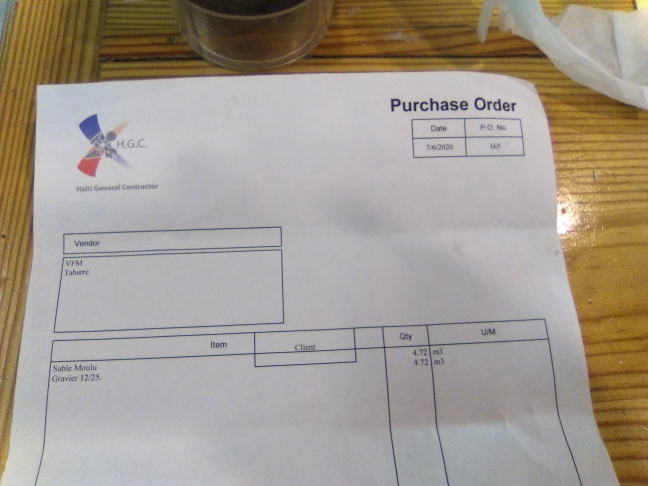 Purchase Order
H.G.C.
Haiti General Contractor
Date P.O. No.
7/6/2020 165
Vendor
VFM
Tabarre
Item Client Qty U/M
Sable Moulu 4.72 m3
Gravier 12/25. 4.72 m3